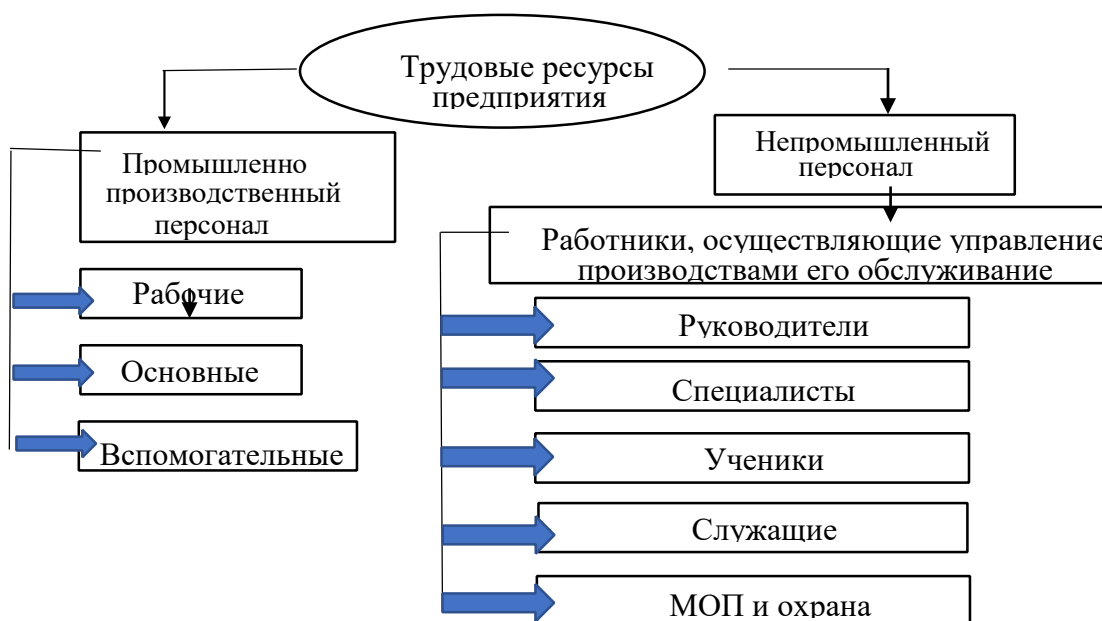 Трудовые ресурсы
предприятия
Промышленно
производственный
персонал
Рабочие
Основные
Вспомогательные
Непромышленный
персонал
Работники, осуществляющие управление
производствами его обслуживание
Руководители
Специалисты
Ученики
Служащие
МОП и охрана